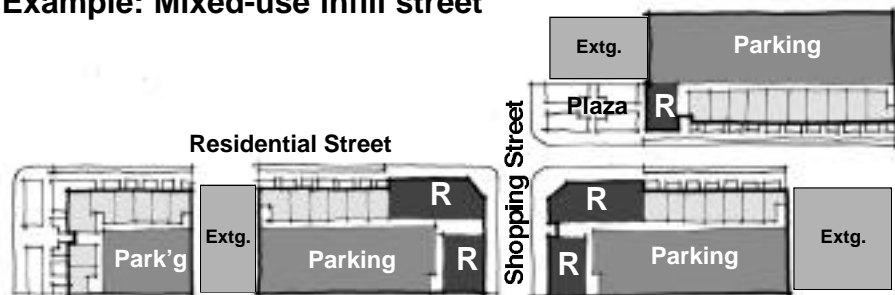 Example: Mixed-use infill street
Extg.
Parking
Plaza
R
Residential Street
Shopping Street
R
R
Extg.
Park'g
Parking
R
R
Parking
Extg.